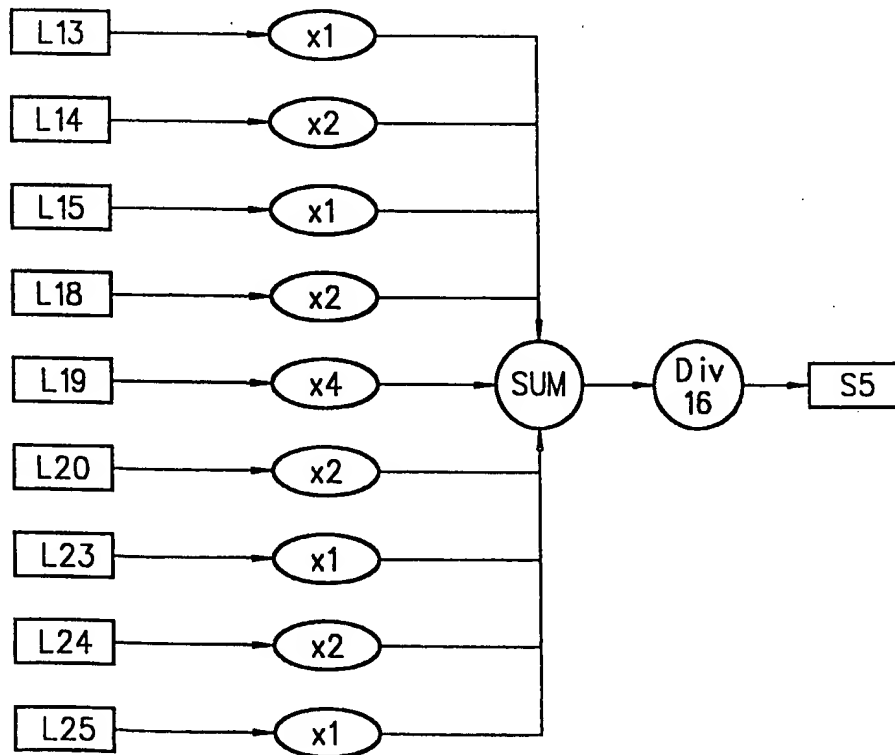 L13 x1
L14 x2
L15 x1
L18 x2
L19 x4 SUM Div 16 S5
L20 x2
L23 x1
L24 x2
L25 x1